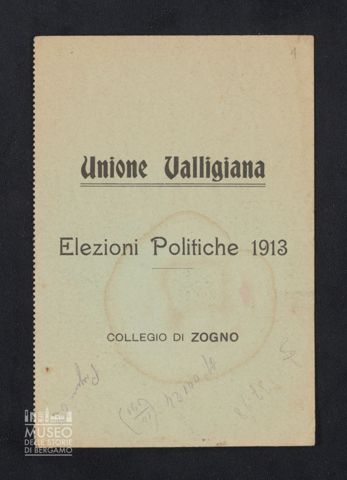 Unione Valligiana
Elezioni Politiche 1913
COLLEGIO DI ZOGNO
MUSEO
DELLE STORIE
DI BERGAMO